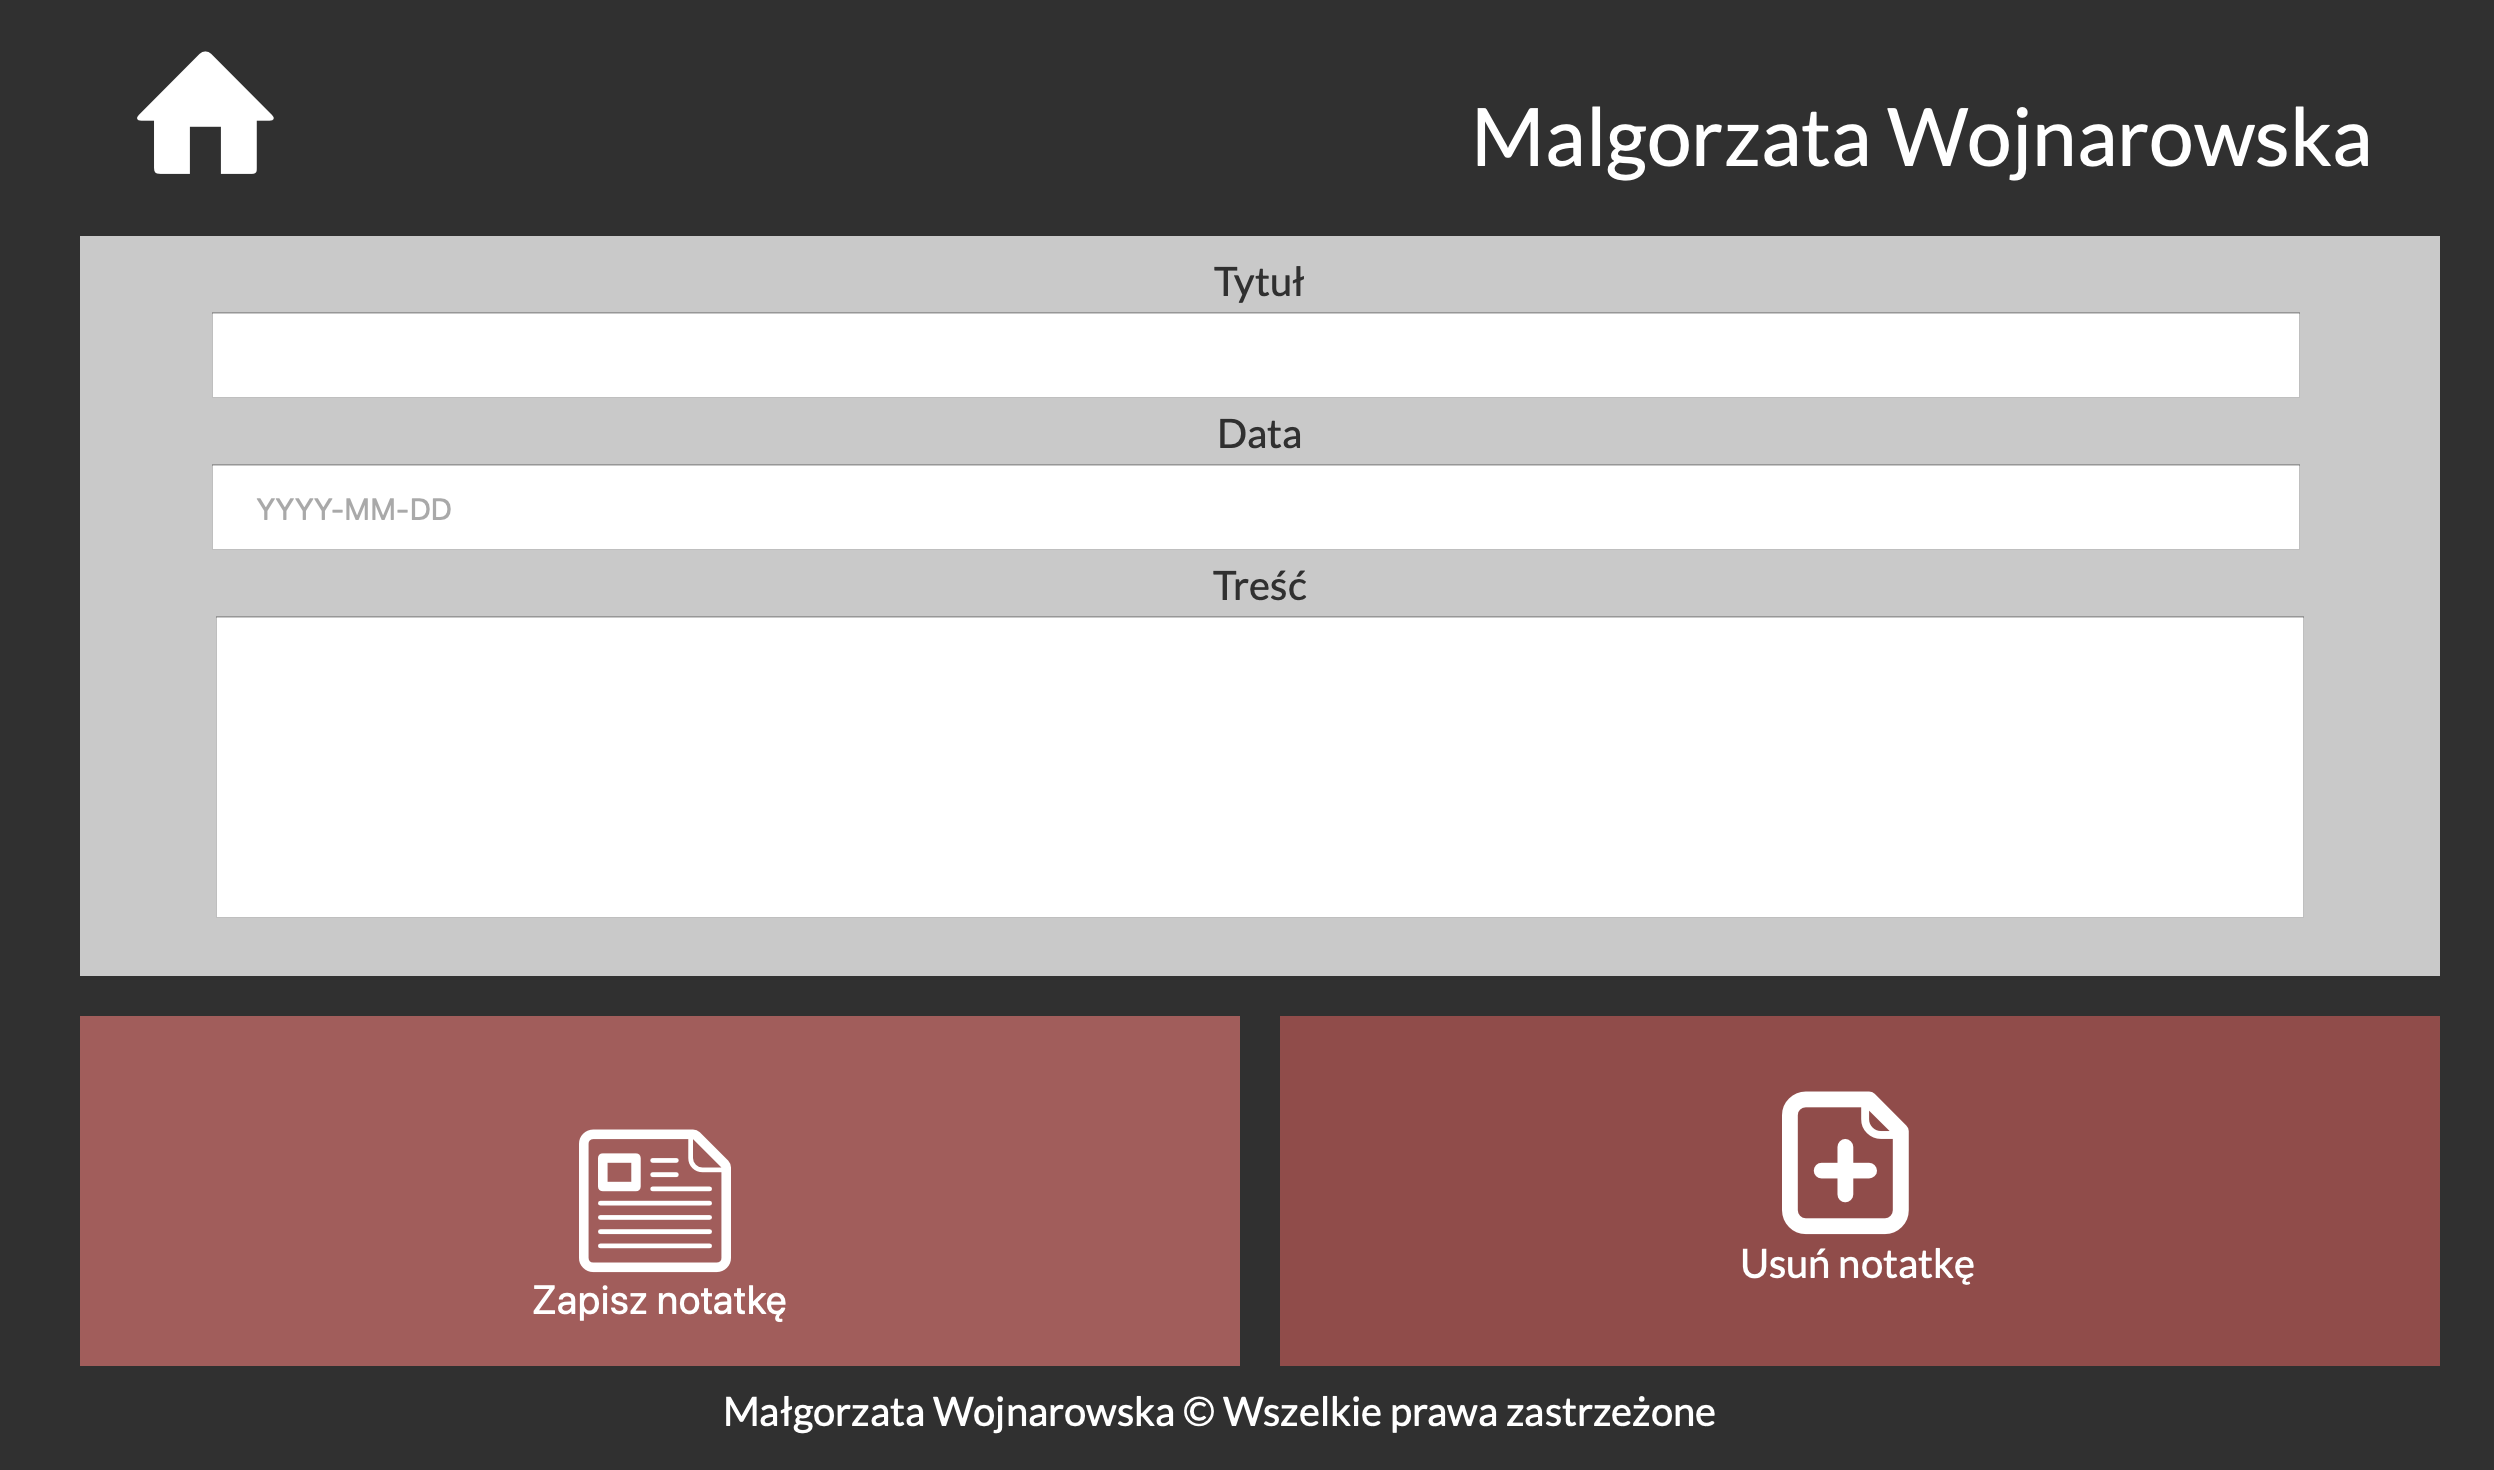 Malgorzata Wojnarowska
Tytuł
Data
YYYY-MM-DD
Treść
Zapisz notatkę
Usuń notatkę
Małgorzata Wojnarowska © Wszelkie prawa zastrzeżone